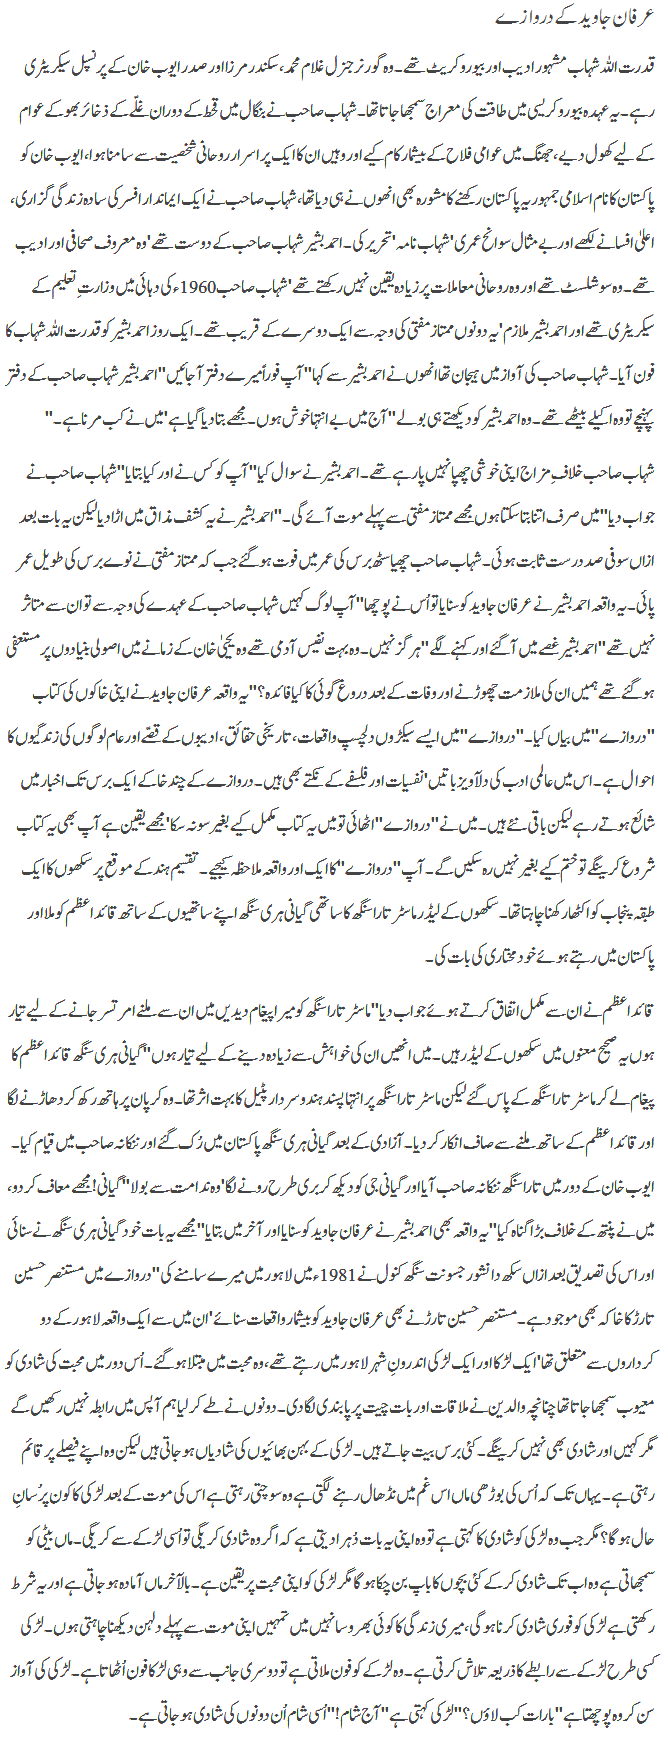 عرفان جاوید کے دروازے
قدرت اللہ شہاب مشہور ادیب اور بیوروکریٹ تھے۔ وہ گورنر جنرل غلام محمد، سکندر مرزا اور صدر ایوب خان کے پرنسپل سیکریٹری
رہے۔ یہ عہدہ بیوروکریسی میں طاقت کی معراج سمجھا جاتا تھا۔ شہاب صاحب نے بنگال میں قحط کے دوران غلّے کے ذخائر بھوکے عوام
کے لیے کھول دیے، جھنگ میں عوامی فلاح کے بیشمار کام کیے اور وہیں ان کا ایک پراسرار روحانی شخصیت سے سامنا ہوا، ایوب خان کو
پاکستان کا نام اسلامی جمہوریہ پاکستان رکھنے کا مشورہ بھی انھوں نے ہی دیا تھا، شہاب صاحب نے ایک ایماندار افسر کی سادہ زندگی گزاری،
اعلیٰ افسانے لکھے اور بے مثال سوانح عمری ’شہاب نامہ‘ تحریر کی۔ احمد بشیر شہاب صاحب کے دوست تھے‘ وہ معروف صحافی اور ادیب
تھے۔ وہ سوشلسٹ تھے اور وہ روحانی معاملات پر زیادہ یقین نہیں رکھتے تھے‘ شہاب صاحب 1960ء کی دہائی میں وزارتِ تعلیم کے
سیکریٹری تھے اور احمد بشیر ملازم‘ یہ دونوں ممتاز مفتی کی وجہ سے ایک دوسرے کے قریب تھے۔ ایک روز احمد بشیر کو قدرت اللہ شہاب کا
فون آیا۔ شہاب صاحب کی آواز میں ہیجان تھا انھوں نے احمد بشیر سے کہا "آپ فوراً میرے دفتر آ جائیں" احمد بشیر شہاب صاحب کے دفتر
پہنچے تو وہ اکیلے بیٹھے تھے۔ وہ احمد بشیر کو دیکھتے ہی بولے "آج میں بے انتہا خوش ہوں۔ مجھے بتا دیا گیا ہے‘ میں نے کب مرنا ہے۔"
شہاب صاحب خلافِ مزاج اپنی خوشی چھپا نہیں پا رہے تھے۔ احمد بشیر نے سوال کیا "آپ کو کس نے اور کیا بتایا" شہاب صاحب نے
جواب دیا "میں صرف اتنا بتا سکتا ہوں مجھے ممتاز مفتی سے پہلے موت آئے گی۔" احمد بشیر نے یہ کشف مذاق میں اڑا دیا لیکن یہ بات بعد
ازاں سو فی صد درست ثابت ہوئی۔ شہاب صاحب چھیاسٹھ برس کی عمر میں فوت ہو گئے جب کہ ممتاز مفتی نے نوے برس کی طویل عمر
پائی۔ یہ واقعہ احمد بشیر نے عرفان جاوید کو سنایا تو اُس نے پوچھا "آپ لوگ کہیں شہاب صاحب کے عہدے کی وجہ سے تو ان سے متاثر
نہیں تھے" احمد بشیر غصے میں آ گئے اور کہنے لگے "ہرگز نہیں۔ وہ بہت نفیس آدمی تھے وہ یحییٰ خان کے زمانے میں اصولی بنیادوں پر مستعفی
ہو گئے تھے ہمیں ان کی ملازمت چھوڑنے اور وفات کے بعد دروغ گوئی کا کیا فائدہ؟" یہ واقعہ عرفان جاوید نے اپنی خاکوں کی کتاب
"دروازے" میں بیاں کیا۔ "دروازے" میں ایسے سیکڑوں دلچسپ واقعات، تاریخی حقائق، ادیبوں کے قصّے اور عام لوگوں کی زندگیوں کا
احوال ہے۔ اس میں عالمی ادب کی دلآویز باتیں‘ نفسیات اور فلسفے کے نکتے بھی ہیں۔ دروازے کے چند خاکے ایک برس تک اخبار میں
شائع ہوتے رہے لیکن باقی نئے ہیں۔ میں نے "دروازے" اٹھائی تو میں یہ کتاب مکمل کیے بغیر سو نہ سکا‘ مجھے یقین ہے آپ بھی یہ کتاب
شروع کرینگے تو ختم کیے بغیر نہیں رہ سکیں گے۔ آپ "دروازے" کا ایک اور واقعہ ملاحظہ کیجیے۔ تقسیم ہند کے موقع پر سکھوں کا ایک
طبقہ پنجاب کو اکٹھا رکھنا چاہتا تھا۔ سکھوں کے لیڈر ماسٹر تارا سنگھ کا ساتھی گیانی ہری سنگھ اپنے ساتھیوں کے ساتھ قائد اعظم کو ملا اور
پاکستان میں رہتے ہوئے خود مختاری کی بات کی۔
قائد اعظم نے ان سے مکمل اتفاق کرتے ہوئے جواب دیا "ماسٹر تارا سنگھ کو میرا پیغام دیدیں میں ان سے ملنے امرتسر جانے کے لیے تیار
ہوں یہ صحیح معنوں میں سکھوں کے لیڈر ہیں۔ میں انھیں ان کی خواہش سے زیادہ دینے کے لیے تیار ہوں" گیانی ہری سنگھ قائد اعظم کا
پیغام لے کر ماسٹر تارا سنگھ کے پاس گئے لیکن ماسٹر تارا سنگھ پر انتہا پسند ہندو سردار پٹیل کا بہت اثر تھا۔ وہ کرپان پر ہاتھ رکھ کر دھاڑنے لگا
اور قائد اعظم کے ساتھ ملنے سے صاف انکار کر دیا۔ آزادی کے بعد گیانی ہری سنگھ پاکستان میں رُک گئے اور ننکانہ صاحب میں قیام کیا۔
ایوب خان کے دور میں تارا سنگھ ننکانہ صاحب آیا اور گیانی جی کو دیکھ کر بری طرح رونے لگا‘ وہ ندامت سے بولا "گیانی! مجھے معاف کر دو،
میں نے پنتھ کے خلاف بڑا گناہ کیا" یہ واقعہ بھی احمد بشیر نے عرفان جاوید کو سنایا اور آخر میں بتایا "مجھے یہ بات خود گیانی ہری سنگھ نے سنائی
اور اس کی تصدیق بعد ازاں سکھ دانشور جسونت سنگھ کنول نے 1981ء میں لاہور میں میرے سامنے کی" دروازے میں مستنصر حسین
تارڑ کا خاکہ بھی موجود ہے۔ مستنصر حسین تارڑ نے بھی عرفان جاوید کو بیشمار واقعات سنائے‘ ان میں سے ایک واقعہ لاہور کے دو
کرداروں سے متعلق تھا‘ ایک لڑکا اور ایک لڑکی اندرونِ شہر لاہور میں رہتے تھے، وہ محبت میں مبتلا ہو گئے۔ اُس دور میں محبت کی شادی کو
معیوب سمجھا جاتا تھا چنانچہ والدین نے ملاقات اور بات چیت پر پابندی لگا دی۔ دونوں نے طے کر لیا ہم آپس میں رابطہ نہیں رکھیں گے
مگر کہیں اور شادی بھی نہیں کرینگے۔ کئی برس بیت جاتے ہیں۔ لڑکی کے بہن بھائیوں کی شادیاں ہو جاتی ہیں لیکن وہ اپنے فیصلے پر قائم
رہتی ہے۔ یہاں تک کہ اُس کی بوڑھی ماں اس غم میں نڈھال رہنے لگتی ہے وہ سوچتی رہتی ہے اس کی موت کے بعد لڑکی کا کون پرُسانِ
حال ہو گا؟ مگر جب وہ لڑکی کو شادی کا کہتی ہے تو وہ اپنی یہ بات دُہرا دیتی ہے کہ اگر وہ شادی کریگی تو اُسی لڑکے سے کریگی۔ ماں بیٹی کو
سمجھاتی ہے وہ اب تک شادی کر کے کئی بچوں کا باپ بن چکا ہو گا مگر لڑکی کو اپنی محبت پر یقین ہے۔ بالآخر ماں آمادہ ہو جاتی ہے اور یہ شرط
رکھتی ہے لڑکی کو فوری شادی کرنا ہو گی، میری زندگی کا کوئی بھروسا نہیں میں تمہیں اپنی موت سے پہلے دلہن دیکھنا چاہتی ہوں۔ لڑکی
کسی طرح لڑکے سے رابطے کا ذریعہ تلاش کرتی ہے۔ وہ لڑکے کو فون ملاتی ہے تو دوسری جانب سے وہی لڑکا فون اُٹھاتا ہے۔ لڑکی کی آواز
سن کر وہ پوچھتا ہے "بارات کب لاؤں؟" لڑکی کہتی ہے "آج شام!" اُسی شام اُن دونوں کی شادی ہو جاتی ہے۔